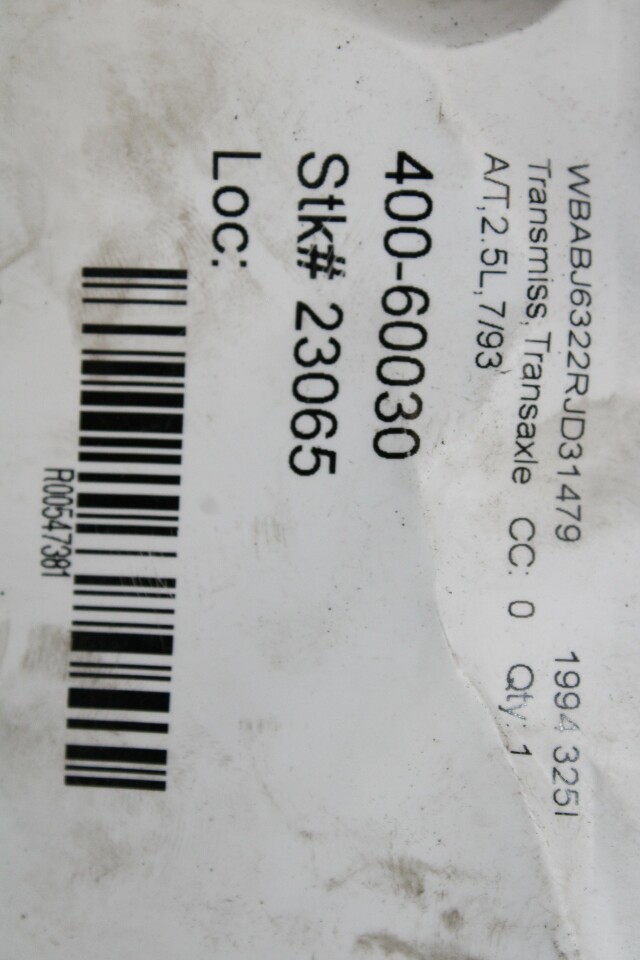 WBABJ6322RJD31479 1994 325I
Transmiss, Transaxle CC: 0 Qty: 1
A/T,2.5L,7/93
400-60030
Stk# 23065
Loc:
R00547381